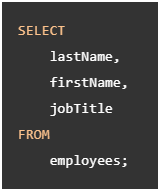 SELECT
    lastName,
    firstName,
    jobTitle
FROM
    employees;